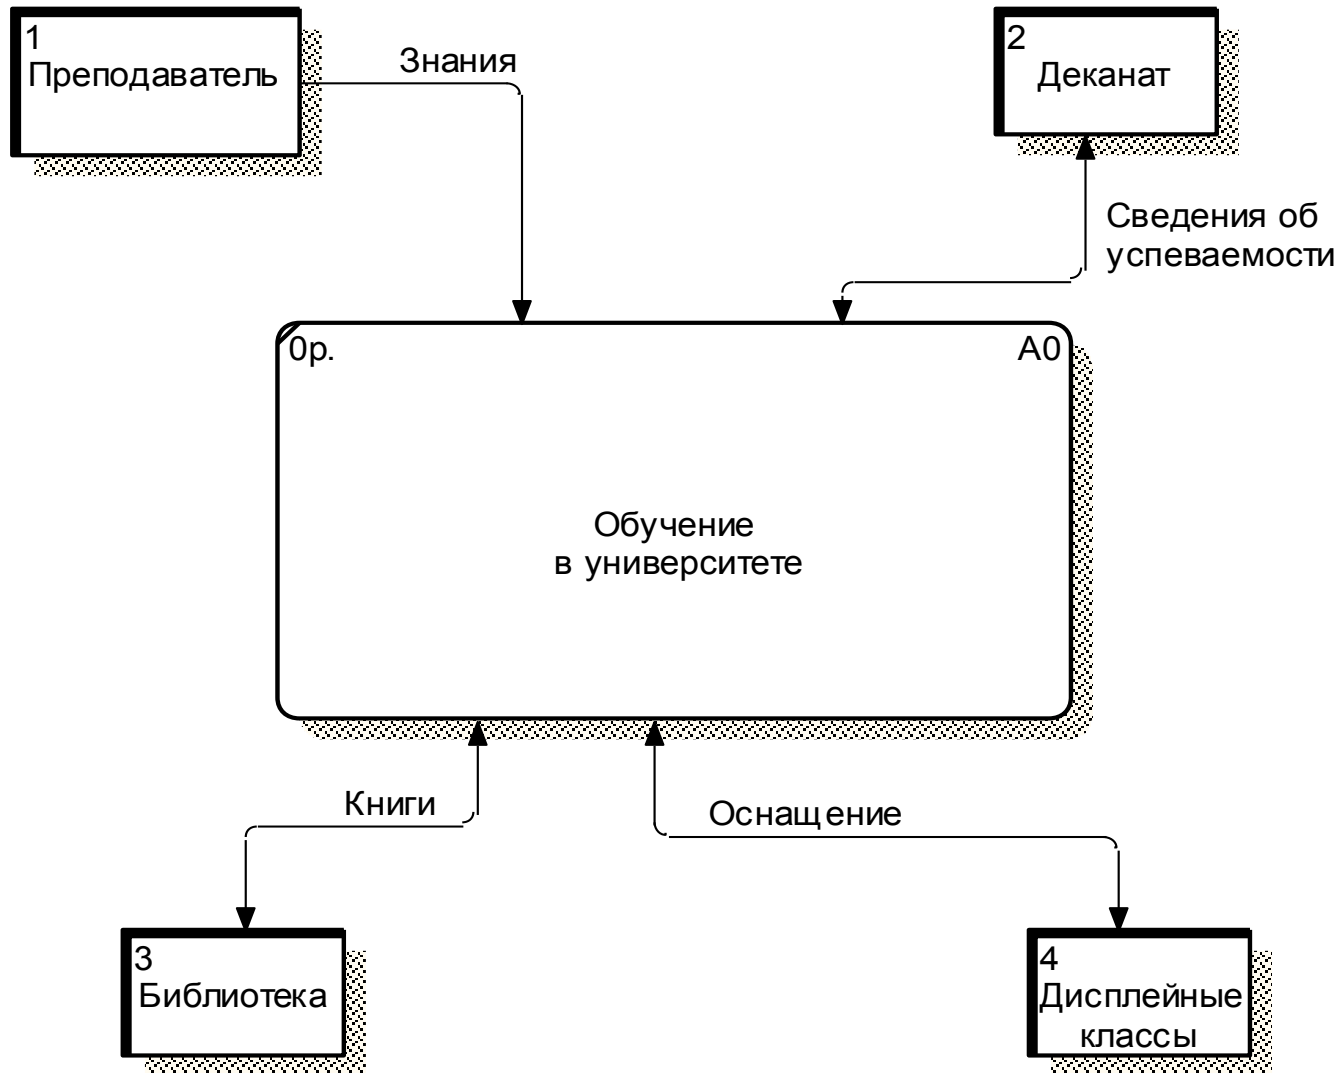 1
Преподаватель
Знания
2
Деканат
Сведения об
успеваемости
0р.
A0
Обучение
в университете
Книги
Оснащение
3
Библиотека
4
Дисплейные
классы